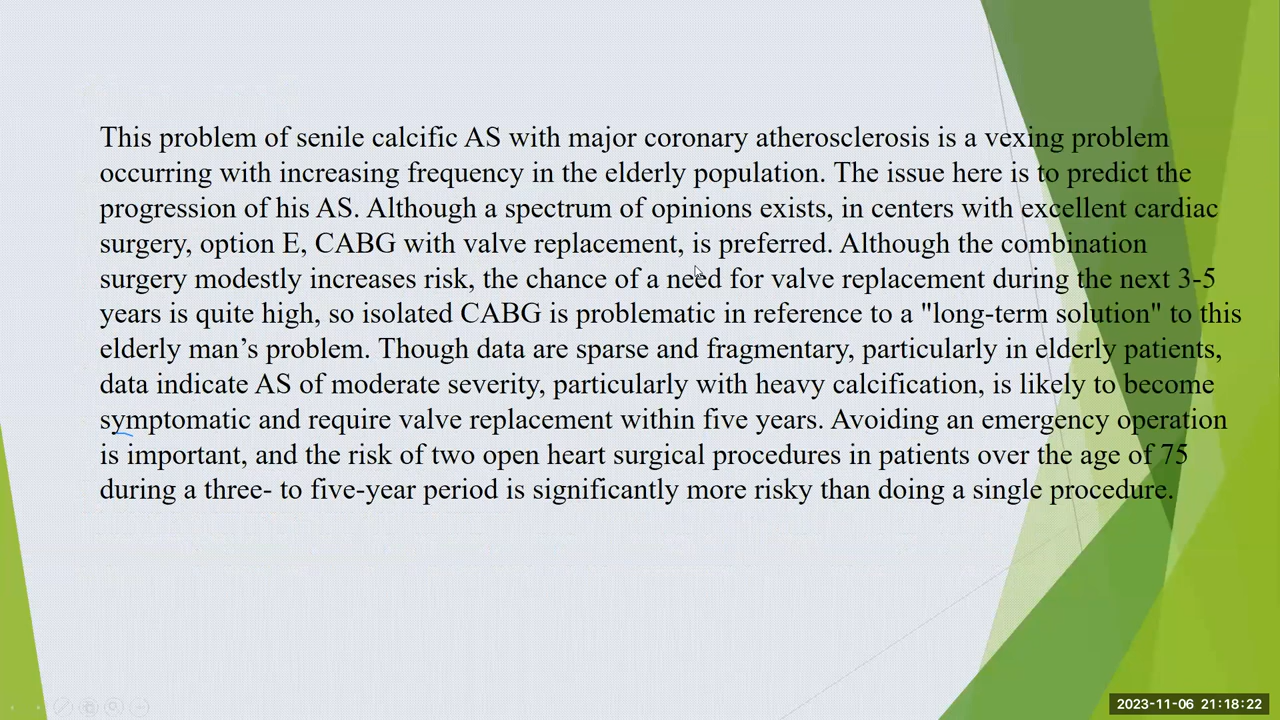 This problem of senile calcific AS with major coronary atherosclerosis is a vexing problem
occurring with increasing frequency in the elderly population. The issue here is to predict the
progression of his AS. Although a spectrum of opinions exists, in centers with excellent cardiac
surgery, option E, CABG with valve replacement, is preferred. Although the combination
surgery modestly increases risk, the chance of a need for valve replacement during the next 3-5
years is quite high, so isolated CABG is problematic in reference to a "long-term solution" to this
elderly man’s problem. Though data are sparse and fragmentary, particularly in elderly patients,
data indicate AS of moderate severity, particularly with heavy calcification, is likely to become
symptomatic and require valve replacement within five years. Avoiding an emergency operation
is important, and the risk of two open heart surgical procedures in patients over the age of 75
during a three- to five-year period is significantly more risky than doing a single procedure.
2023-11-06 21:18:22